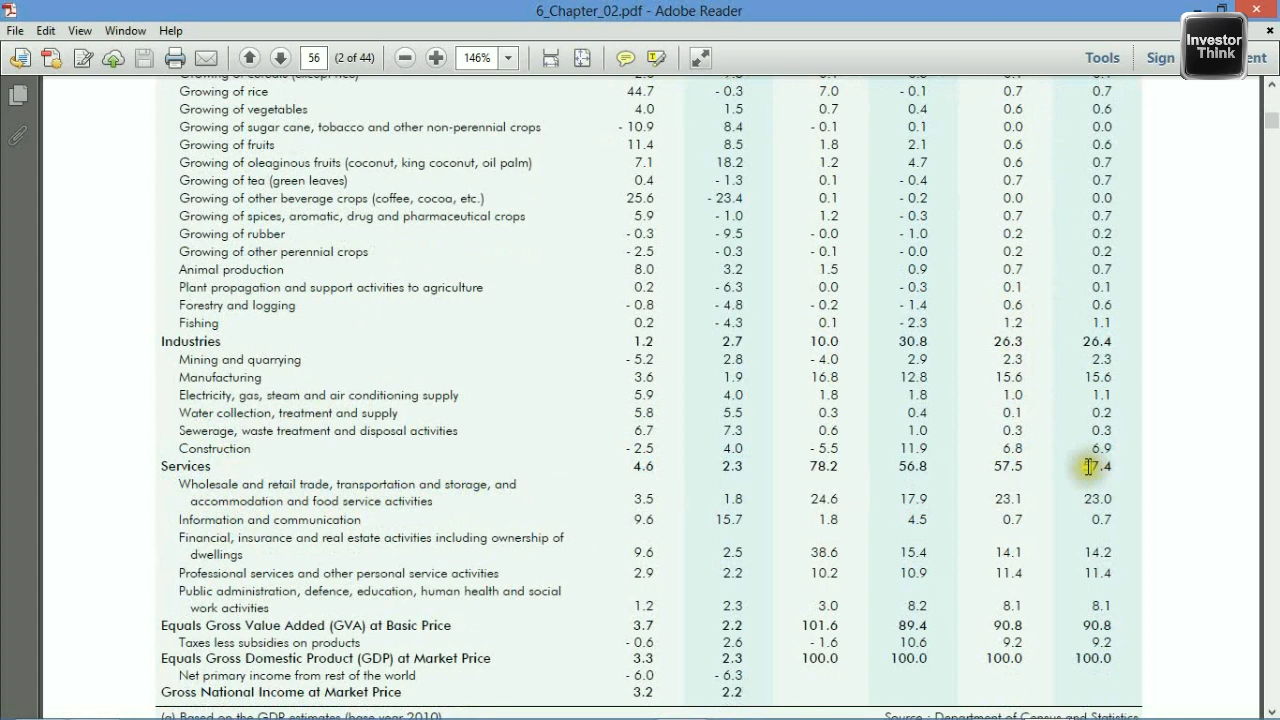 6_Chapter_02.pdf - Adobe Reader
File Edit View Window Help
56 (2 of 44) 146% Tools Sign
Investor
Think
Growing of cereals (except rice)
Growing of rice 44.7 - 0.3 7.0 - 0.1 0.7 0.7
Growing of vegetables 4.0 1.5 0.7 0.4 0.6 0.6
Growing of sugar cane, tobacco and other non-perennial crops - 10.9 8.4 - 0.1 0.1 0.0 0.0
Growing of fruits 11.4 8.5 1.8 2.1 0.6 0.6
Growing of oleaginous fruits (coconut, king coconut, oil palm) 7.1 18.2 1.2 4.7 0.6 0.7
Growing of tea (green leaves) 0.4 - 1.3 0.1 - 0.4 0.7 0.7
Growing of other beverage crops (coffee, cocoa, etc.) 25.6 - 23.4 0.1 - 0.2 0.0 0.0
Growing of spices, aromatic, drug and pharmaceutical crops 5.9 - 1.0 1.2 - 0.3 0.7 0.7
Growing of rubber - 0.3 - 9.5 - 0.0 - 1.0 0.2 0.2
Growing of other perennial crops - 2.5 - 0.3 - 0.1 - 0.0 0.2 0.2
Animal production 8.0 3.2 1.5 0.9 0.7 0.7
Plant propagation and support activities to agriculture 0.2 - 6.3 0.0 - 0.3 0.1 0.1
Forestry and logging - 0.8 - 4.8 - 0.2 - 1.4 0.6 0.6
Fishing 0.2 - 4.3 0.1 - 2.3 1.2 1.1
Industries 1.2 2.7 10.0 30.8 26.3 26.4
Mining and quarrying - 5.2 2.8 - 4.0 2.9 2.3 2.3
Manufacturing 3.6 1.9 16.8 12.8 15.6 15.6
Electricity, gas, steam and air conditioning supply 5.9 4.0 1.8 1.8 1.0 1.1
Water collection, treatment and supply 5.8 5.5 0.3 0.4 0.1 0.2
Sewerage, waste treatment and disposal activities 6.7 7.3 0.6 1.0 0.3 0.3
Construction - 2.5 4.0 - 5.5 11.9 6.8 6.9
Services 4.6 2.3 78.2 56.8 57.5 57.4
Wholesale and retail trade, transportation and storage, and
accommodation and food service activities 3.5 1.8 24.6 17.9 23.1 23.0
Information and communication 9.6 15.7 1.8 4.5 0.7 0.7
Financial, insurance and real estate activities including ownership of
dwellings 9.6 2.5 38.6 15.4 14.1 14.2
Professional services and other personal service activities 2.9 2.2 10.2 10.9 11.4 11.4
Public administration, defence, education, human health and social
work activities 1.2 2.3 3.0 8.2 8.1 8.1
Equals Gross Value Added (GVA) at Basic Price 3.7 2.2 101.6 89.4 90.8 90.8
Taxes less subsidies on products - 0.6 2.6 - 1.6 10.6 9.2 9.2
Equals Gross Domestic Product (GDP) at Market Price 3.3 2.3 100.0 100.0 100.0 100.0
Net primary income from rest of the world - 6.0 - 6.3
Gross National Income at Market Price 3.2 2.2
(a) Based on the GDP estimates (base year 2010) Source : Department of Census and Statistics